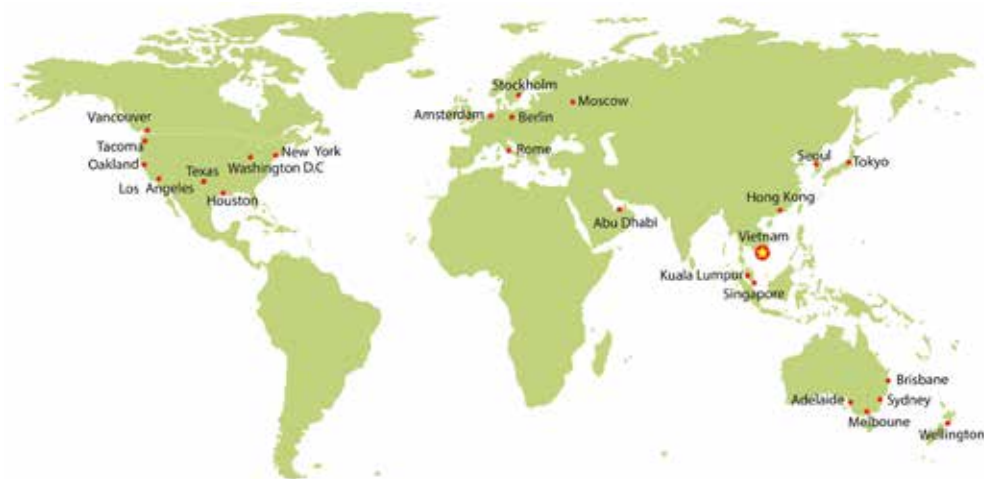 Stockholm
Moscow
Amsterdam
Berlin
Vancouver
Tacoma
New York
Rome
Oakland
Washington D.C
Texas
Seoul
Tokyo
Los Angeles
Houston
Hong Kong
Abu Dhabi
Vietnam
Kuala Lumpur
Singapore
Brisbane
Adelaide
Sydney
Melboune
Wellington